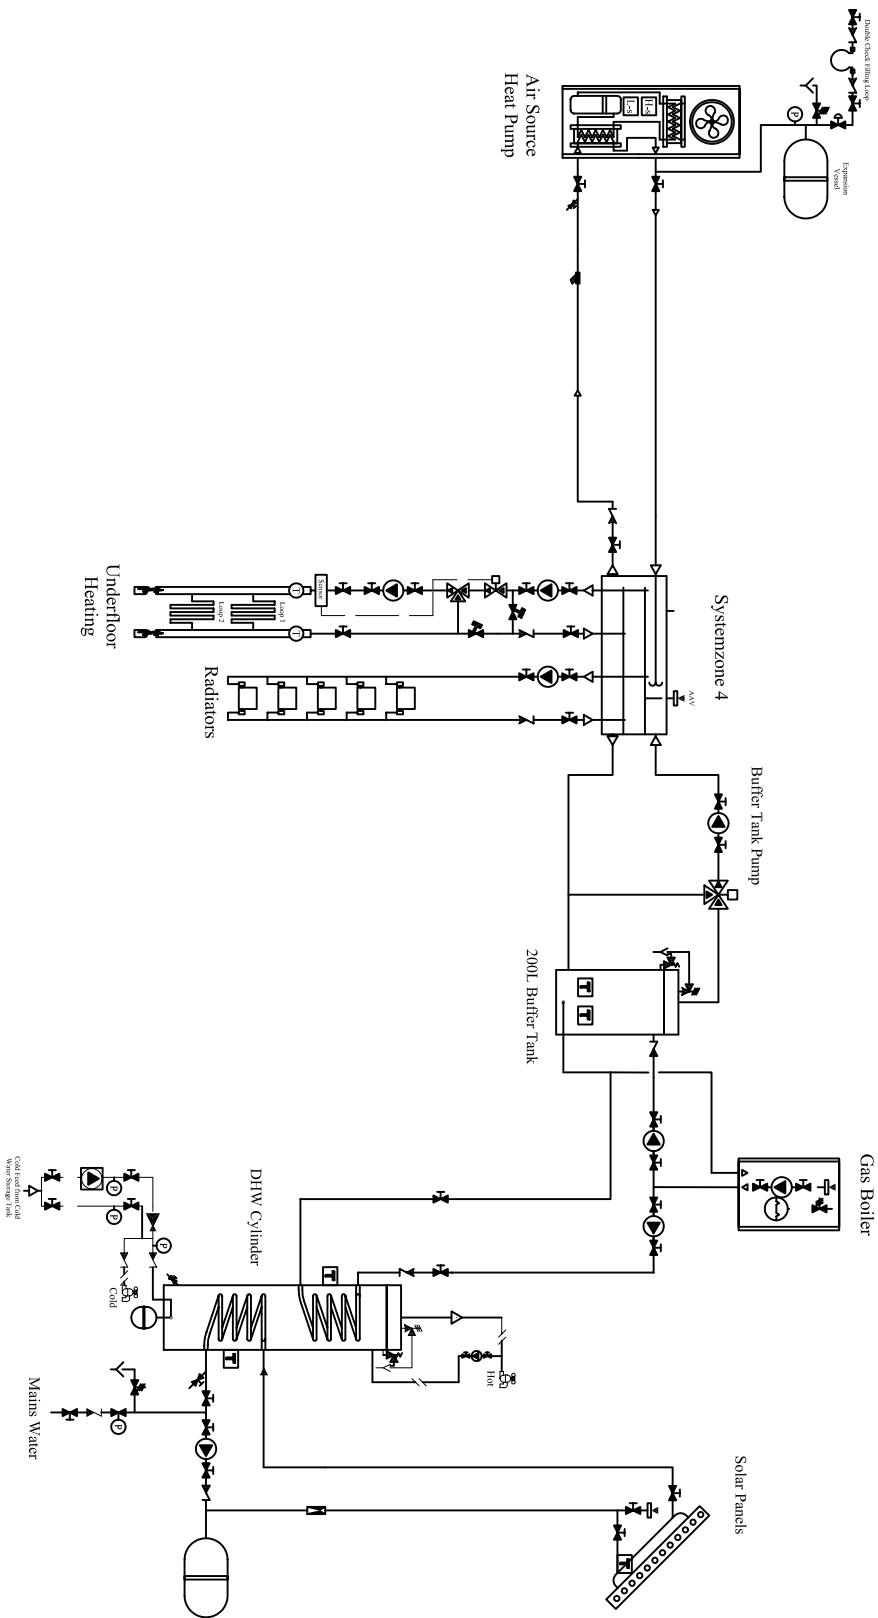 Double Check Filling Loop
Expansion
Vessel
P
Air Source
Heat Pump
H-s
L-s
Systemzone 4
AAV
Sensor
T
T
Loop 1
Loop 2
Underfloor
Heating
Radiators
Buffer Tank Pump
200L Buffer Tank
T
T
Gas Boiler
DHW Cylinder
T
T
Hot
Cold
P
P
P
Cold Feed from Cold
Water Storage Tank
Mains Water
P
Solar Panels
T